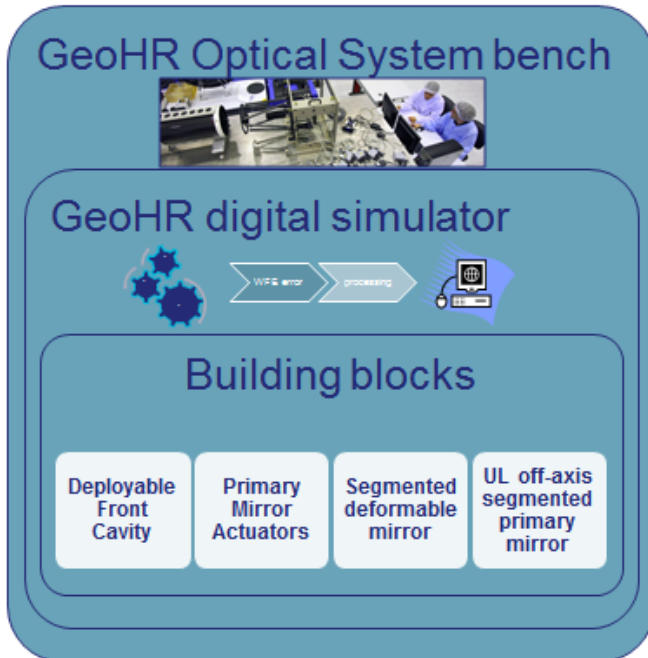 GeoHR Optical System bench
GeoHR digital simulator
WFE error
processing
Building blocks
Deployable
Front
Cavity
Primary
Mirror
Actuators
Segmented
deformable
mirror
UL off-axis
segmented
primary
mirror